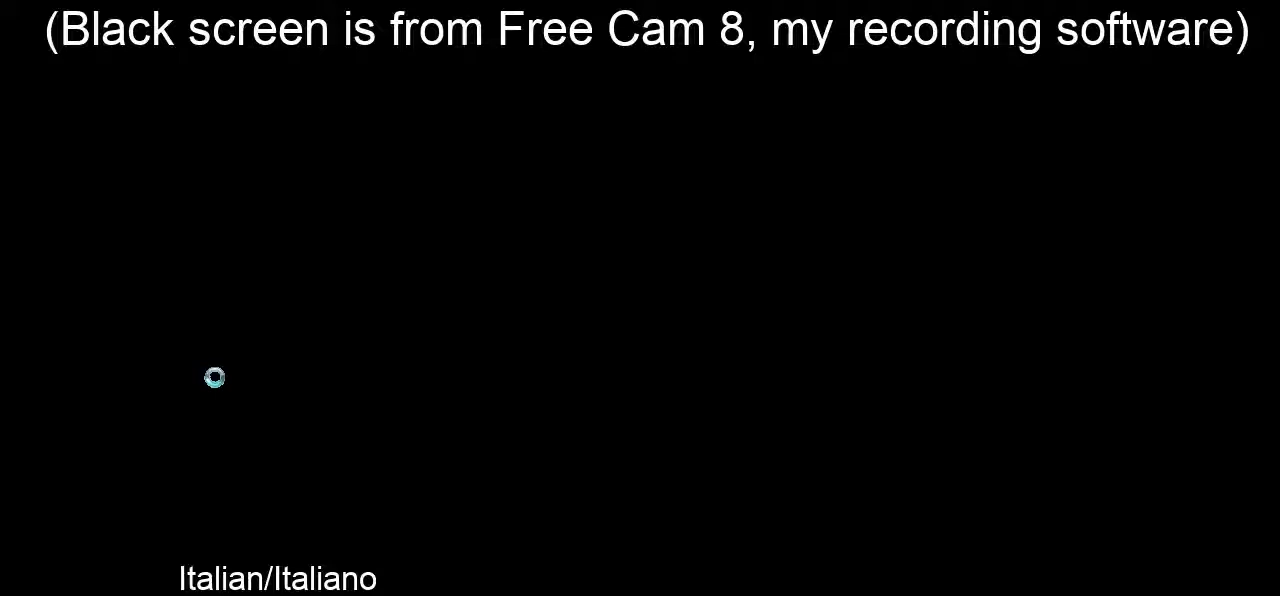 (Black screen is from Free Cam 8, my recording software)
Italian/Italiano